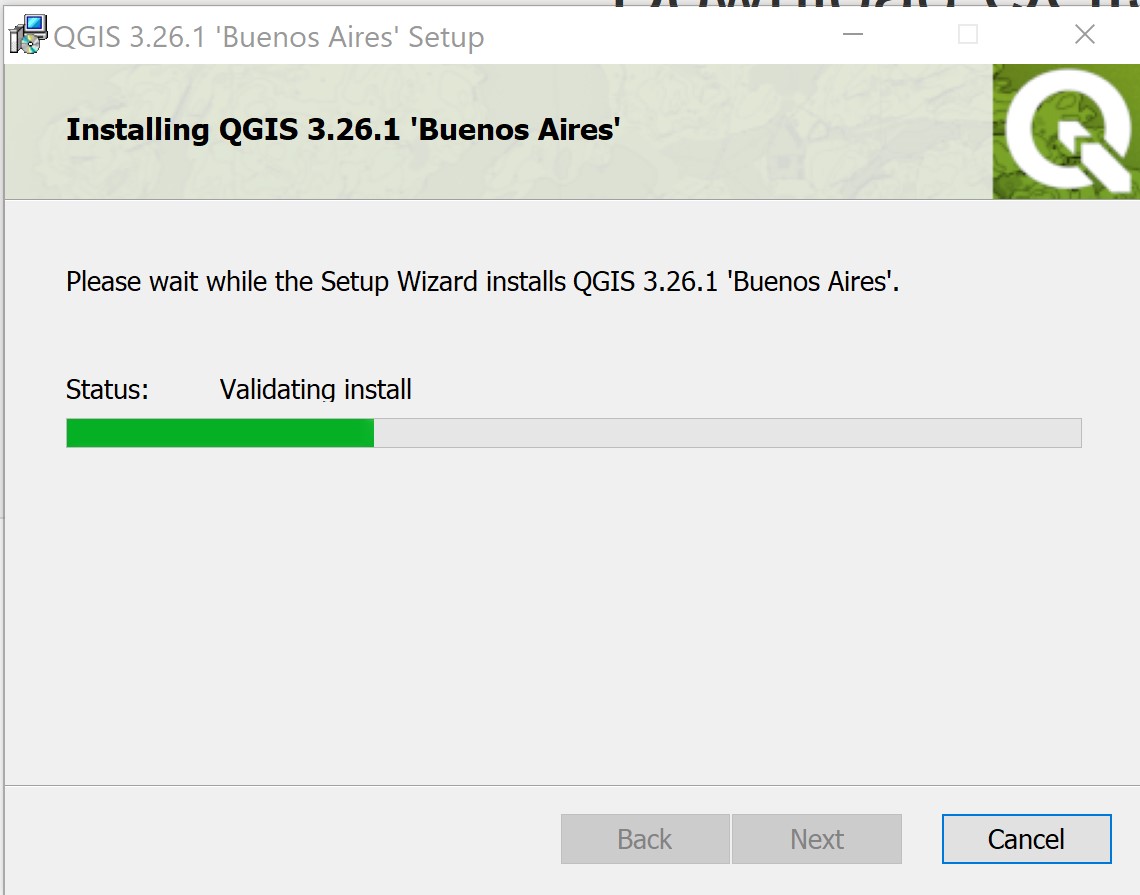 QGIS 3.26.1 'Buenos Aires' Setup
Installing QGIS 3.26.1 'Buenos Aires'
Please wait while the Setup Wizard installs QGIS 3.26.1 'Buenos Aires'.
Status: Validating install
Back Next Cancel